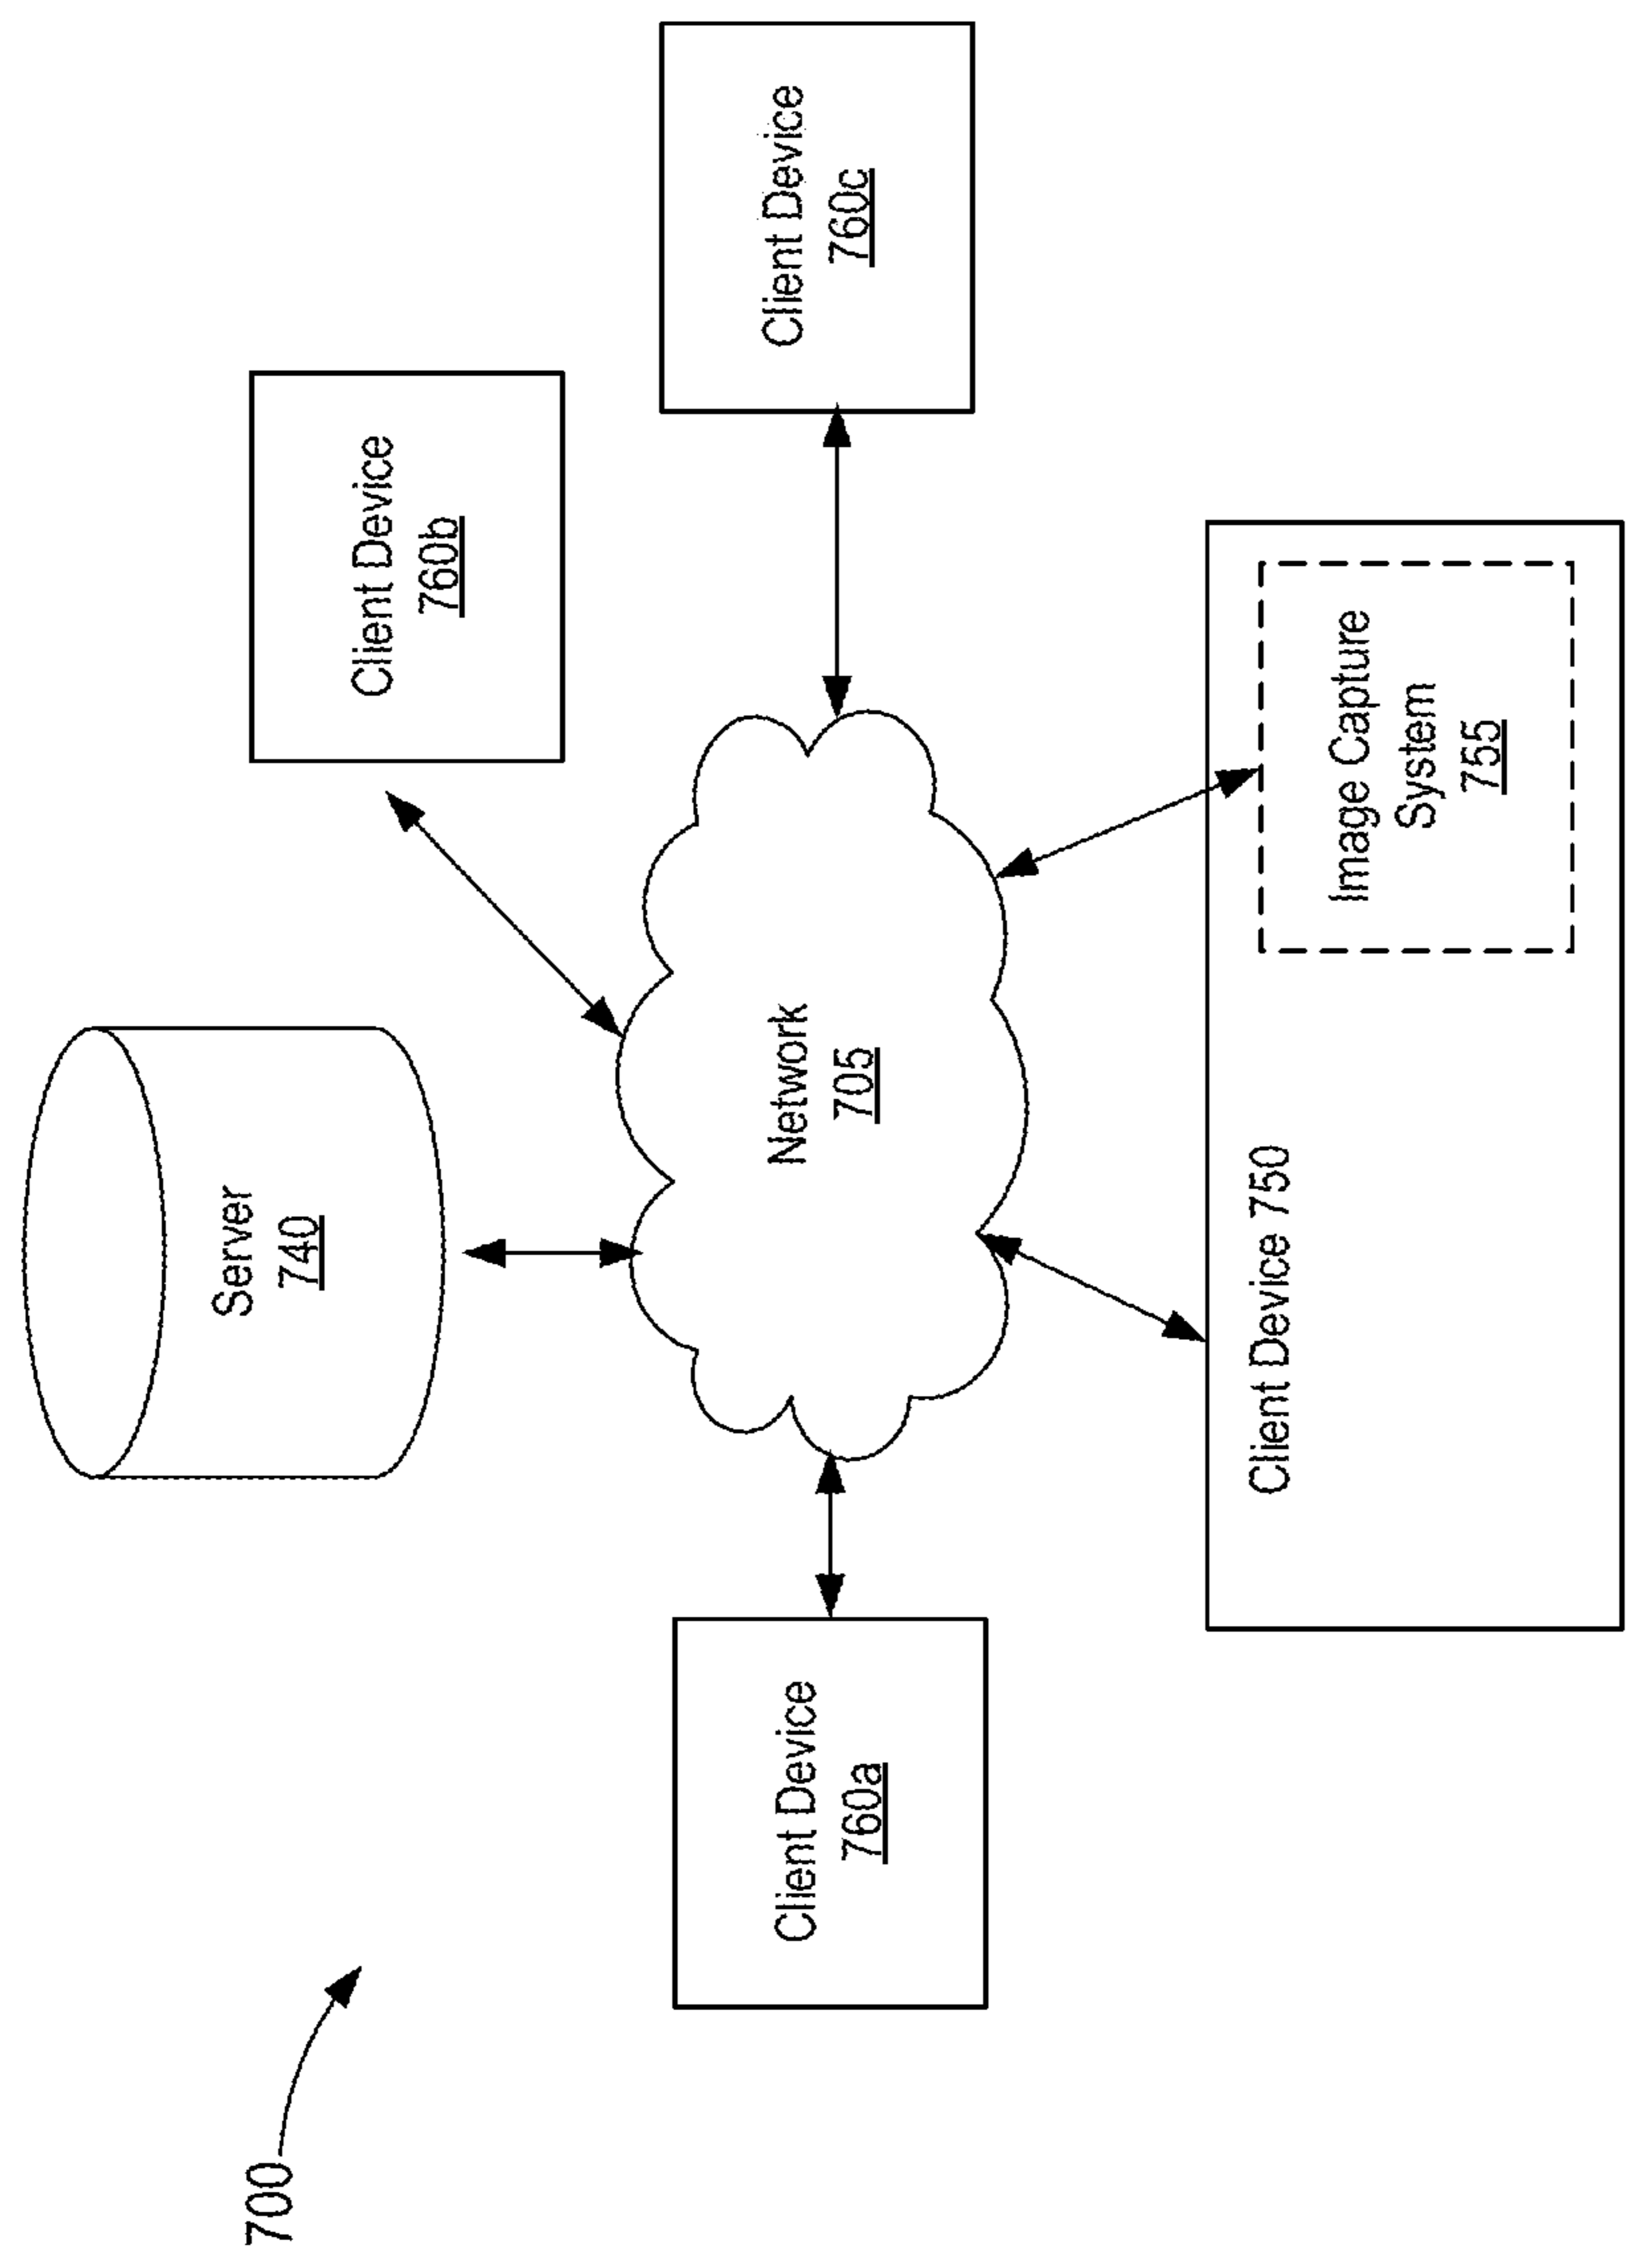 700
Server
740
Client Device
760b
Client Device
760a
Network
705
Client Device
760c
Client Device 750
Image Capture
System
755